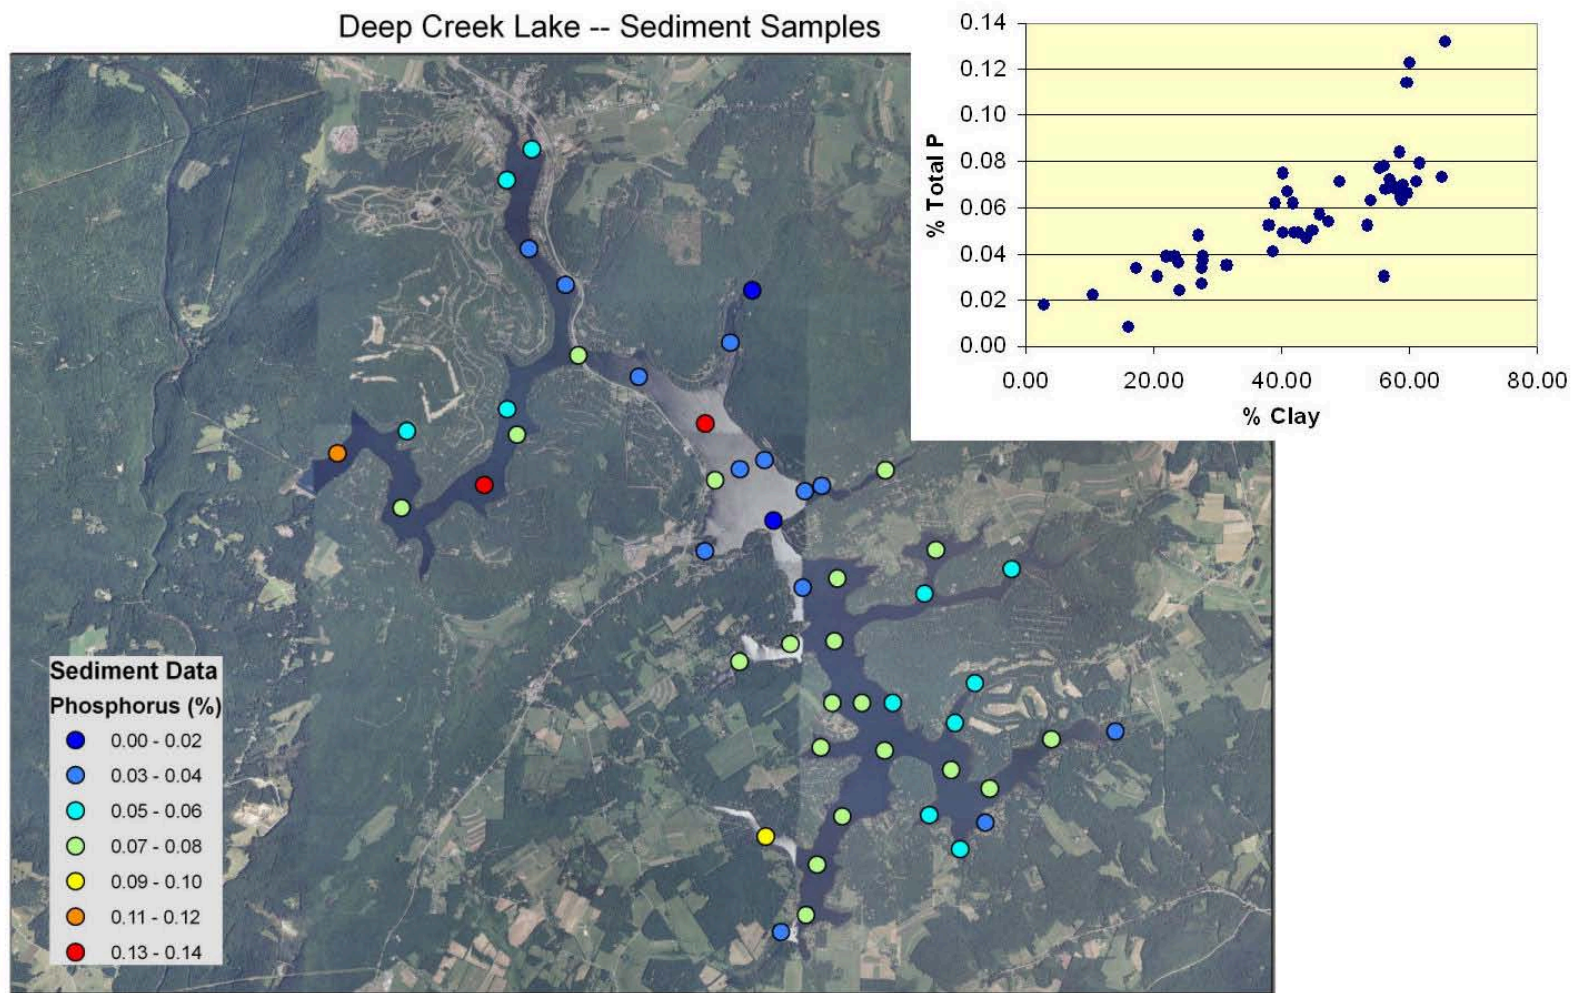 Deep Creek Lake -- Sediment Samples
0.14
0.12
0.10
0.08
0.06
0.04
0.02
0.00
% Total P
0.00 20.00 40.00 60.00 80.00
% Clay
Sediment Data
Phosphorus (%)
0.00 - 0.02
0.03 - 0.04
0.05 - 0.06
0.07 - 0.08
0.09 - 0.10
0.11 - 0.12
0.13 - 0.14